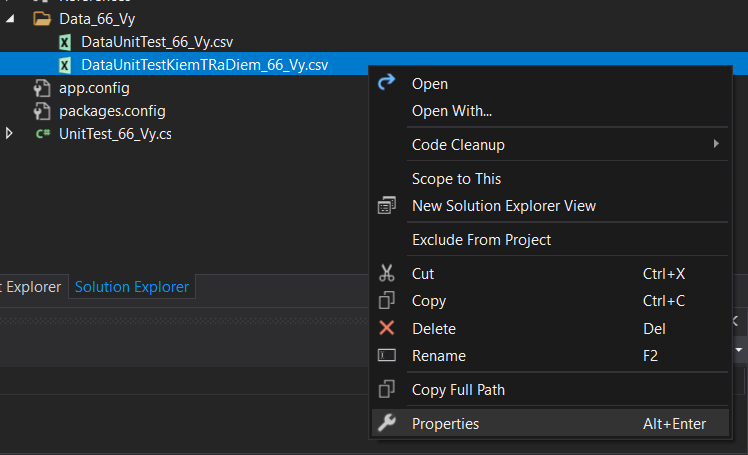 References
Data_66_Vy
DataUnitTest_66_Vy.csv
DataUnitTestKiemTRaDiem_66_Vy.csv
app.config
packages.config
C# UnitTest_66_Vy.cs
t Explorer
Solution Explorer
Open
Open With...
Code Cleanup
Scope to This
New Solution Explorer View
Exclude From Project
Cut Ctrl+X
Copy Ctrl+C
Delete Del
Rename F2
Copy Full Path
Properties Alt+Enter